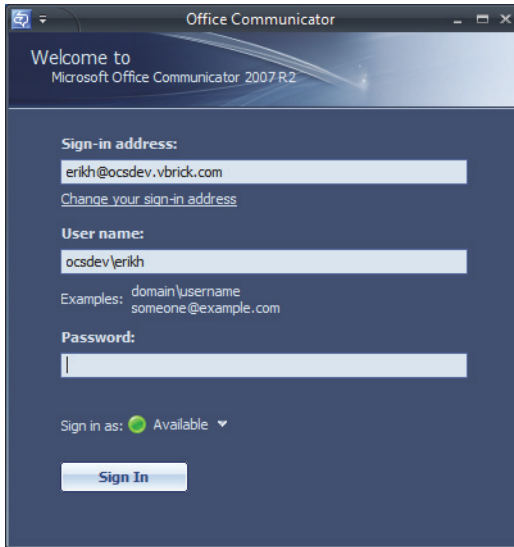 Office Communicator
Welcome to
Microsoft Office Communicator 2007 R2
Sign-in address:
erikh@ocsdev.vbrick.com
Change your sign-in address
User name:
ocsdev\erikh
Examples: domain\username
someone@example.com
Password:
Sign in as: Available
Sign In